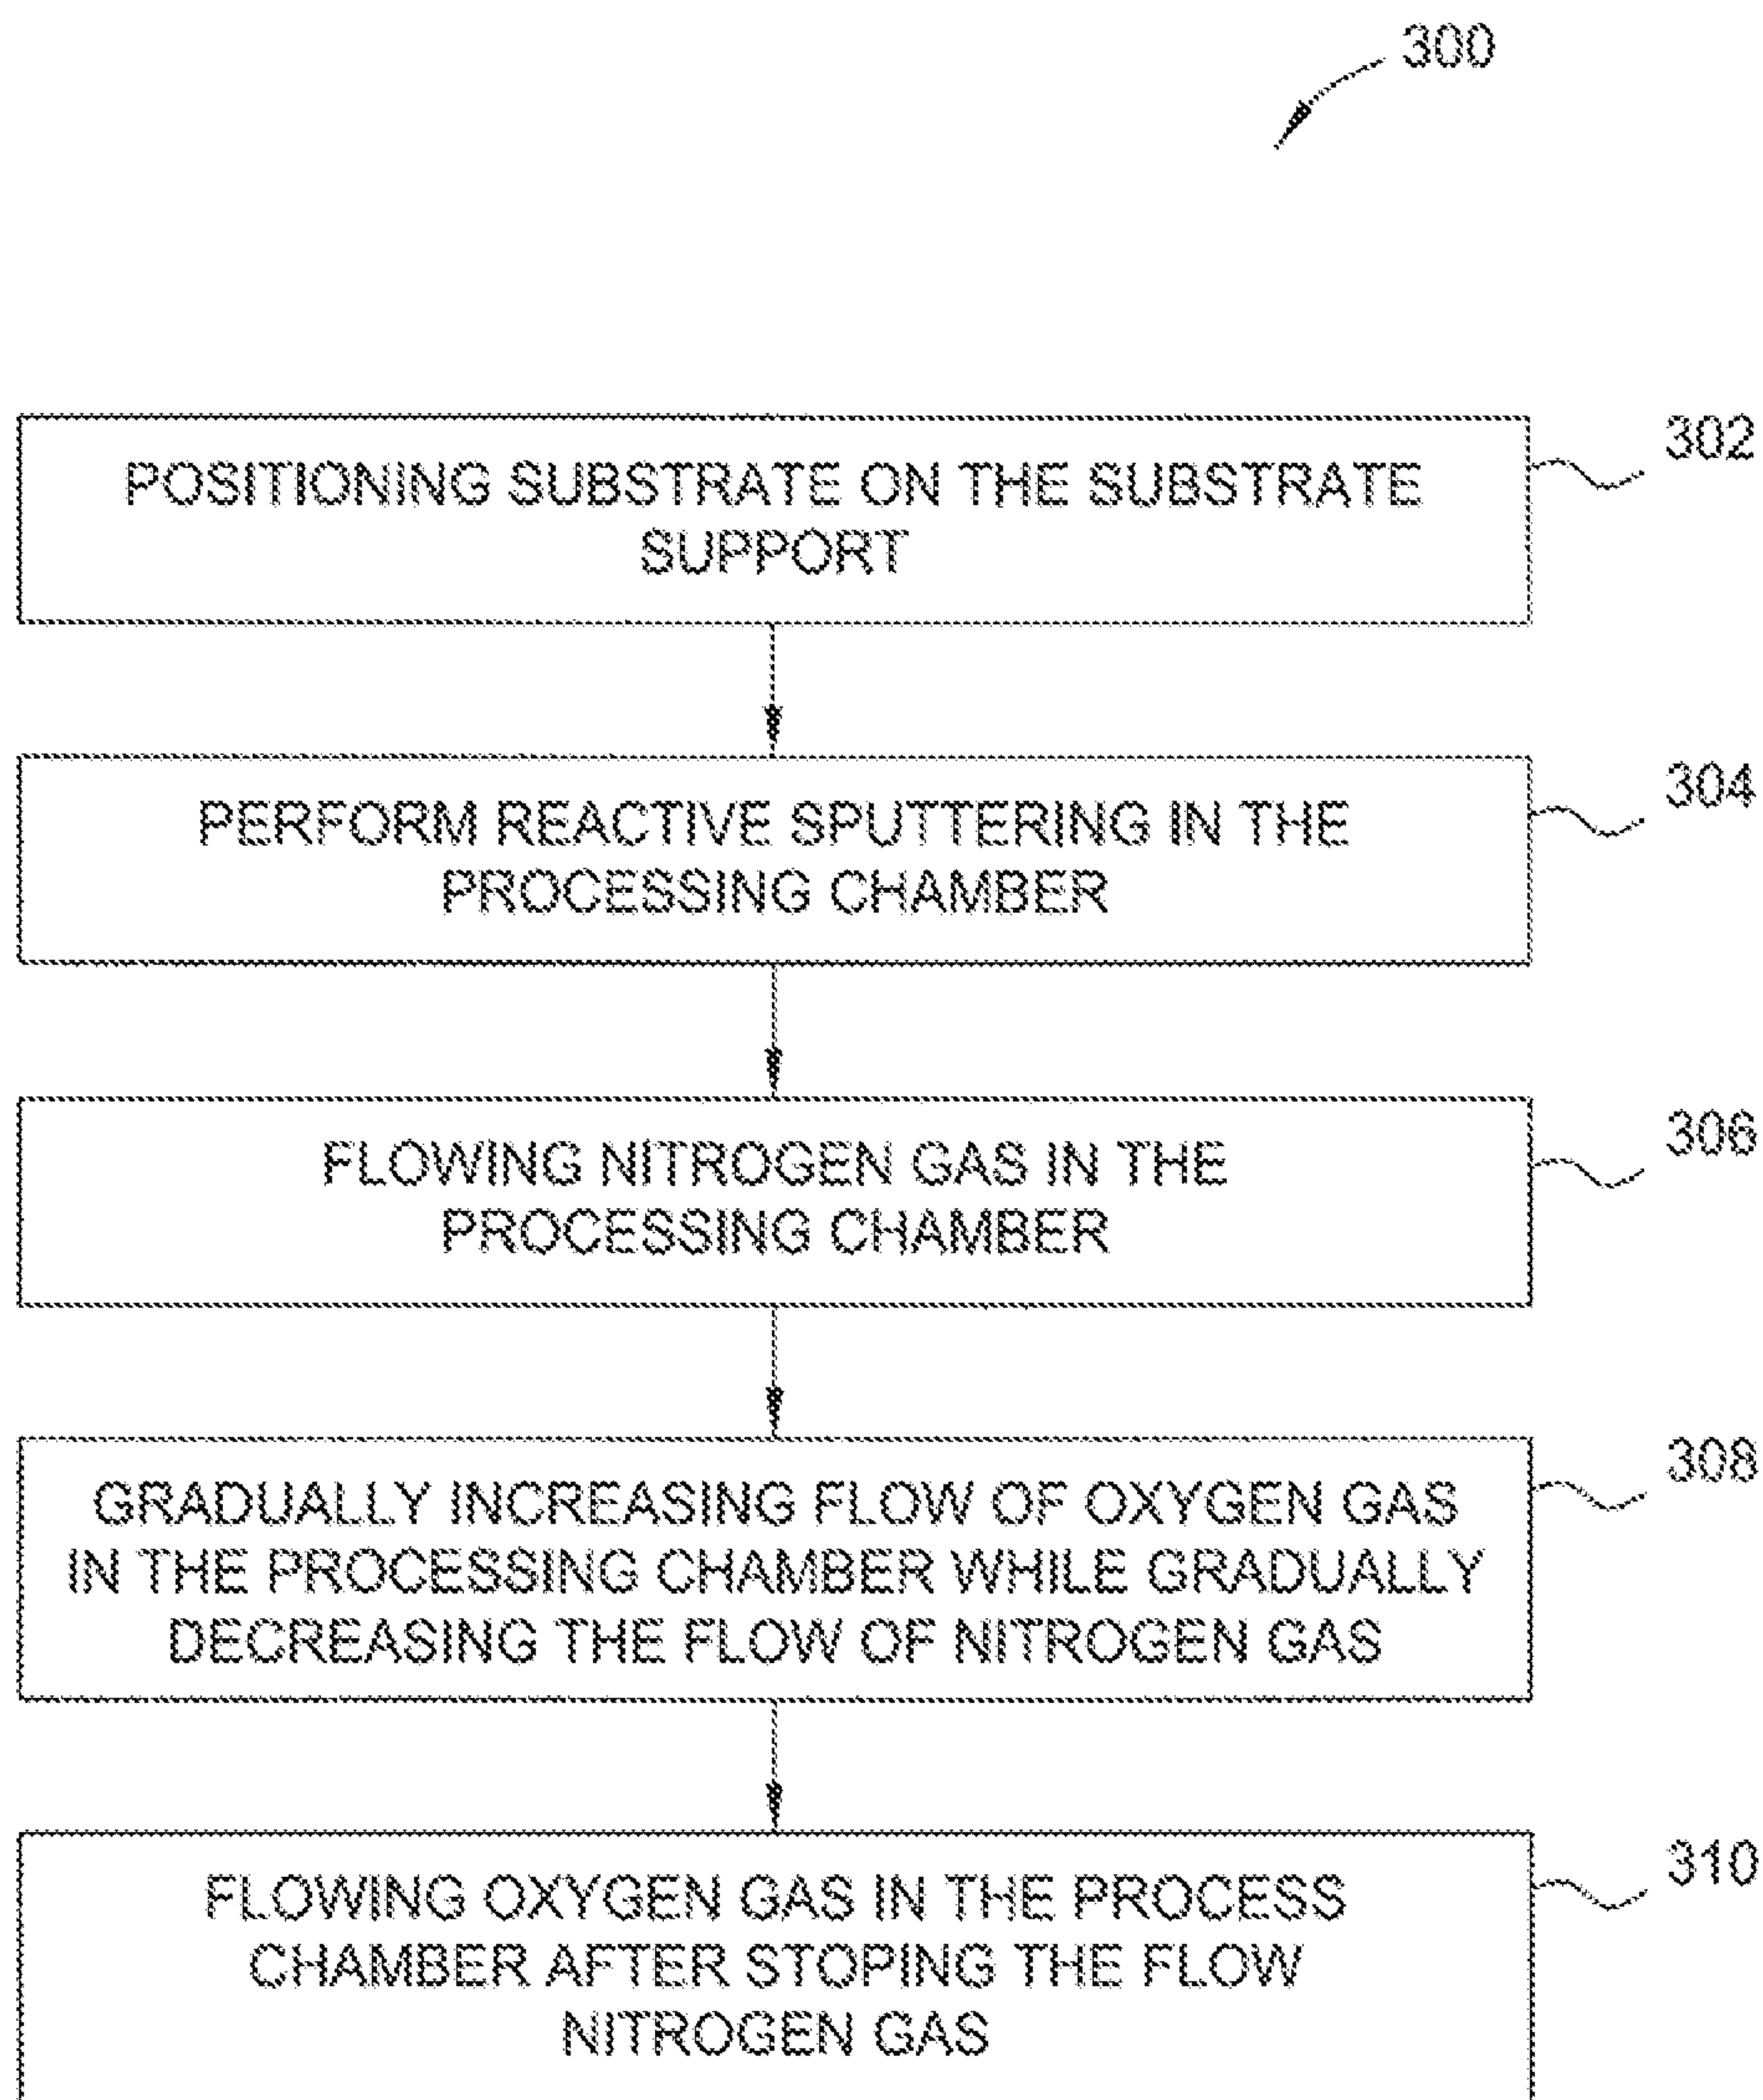 300
302
POSITIONING SUBSTRATE ON THE SUBSTRATE
SUPPORT
304
PERFORM REACTIVE SPUTTERING IN THE
PROCESSING CHAMBER
306
FLOWING NITROGEN GAS IN THE
PROCESSING CHAMBER
308
GRADUALLY INCREASING FLOW OF OXYGEN GAS
IN THE PROCESSING CHAMBER WHILE GRADUALLY
DECREASING THE FLOW OF NITROGEN GAS
310
FLOWING OXYGEN GAS IN THE PROCESS
CHAMBER AFTER STOPING THE FLOW
NITROGEN GAS